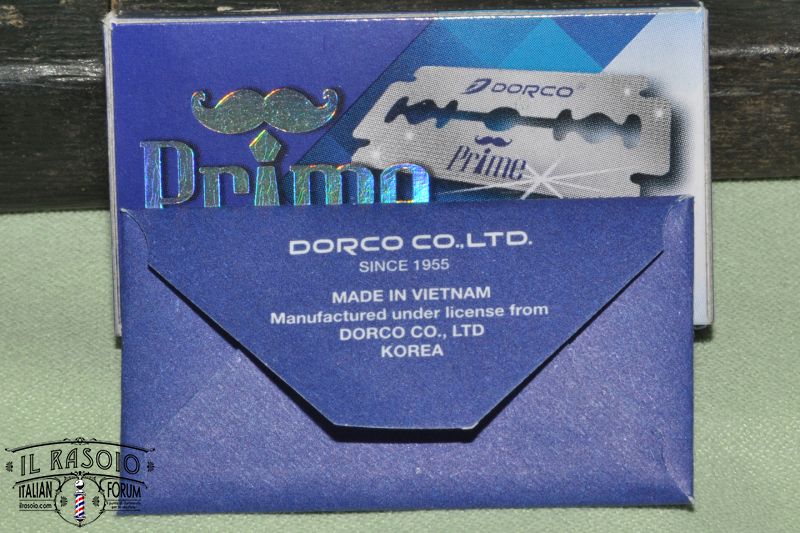 DORCO®
Prime
Prime
DORCO CO.,LTD.
SINCE 1955
MADE IN VIETNAM
Manufactured under license from
DORCO CO., LTD
KOREA
IL RASOIO
ITALIAN FORUM
ilrasoio.com